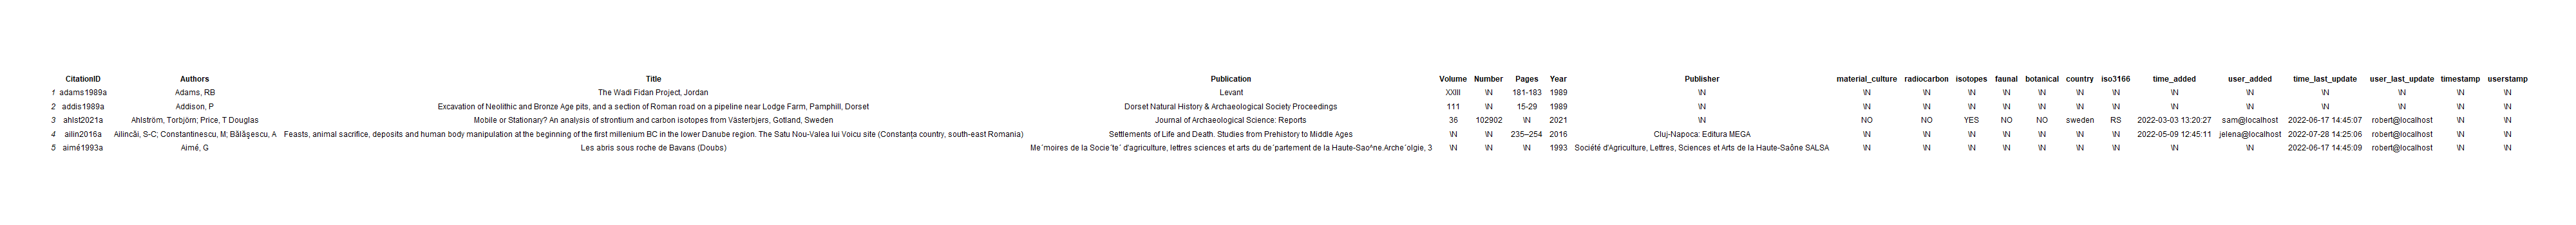 CitationID Authors Title Publication Volume Number Pages Year Publisher material_culture radiocarbon isotopes faunal botanical country iso3166 time_added user_added time_last_update user_last_update timestamp userstamp
1 adams1989a Adams, RB The Wadi Fidan Project, Jordan Levant XXIII \N 181-183 1989 \N \N \N \N \N \N \N \N \N \N \N \N \N \N
2 addis1989a Addison, P Excavation of Neolithic and Bronze Age pits, and a section of Roman road on a pipeline near Lodge Farm, Pamphill, Dorset Dorset Natural History & Archaeological Society Proceedings 111 \N 15-29 1989 \N \N \N \N \N \N \N \N \N \N \N \N \N \N
3 ahlst2021a Ahlström, Torbjörn; Price, T Douglas Mobile or Stationary? An analysis of strontium and carbon isotopes from Västerbjers, Gotland, Sweden Journal of Archaeological Science: Reports 36 102902 \N 2021 \N NO NO YES NO NO sweden RS 2022-03-03 13:20:27 sam@localhost 2022-06-17 14:45:07 robert@localhost \N \N
4 ailin2016a Ailincăi, S-C; Constantinescu, M; Bălăşescu, A Feasts, animal sacrifice, deposits and human body manipulation at the beginning of the first millenium BC in the lower Danube region. The Satu Nou-Valea lui Voicu site (Constanța country, south-east Romania) Settlements of Life and Death. Studies from Prehistory to Middle Ages \N \N 235–254 2016 Cluj-Napoca: Editura MEGA \N \N \N \N \N \N \N 2022-05-09 12:45:11 jelena@localhost 2022-07-28 14:25:06 robert@localhost \N \N
5 aimé1993a Aimé, G Les abris sous roche de Bavans (Doubs) Me´moires de la Socie´te´ d'agriculture, lettres sciences et arts du de´partement de la Haute-Sao^ne.Arche´olgie, 3 \N \N \N 1993 Société d'Agriculture, Lettres, Sciences et Arts de la Haute-Saône SALSA \N \N \N \N \N \N \N \N \N 2022-06-17 14:45:09 robert@localhost \N \N